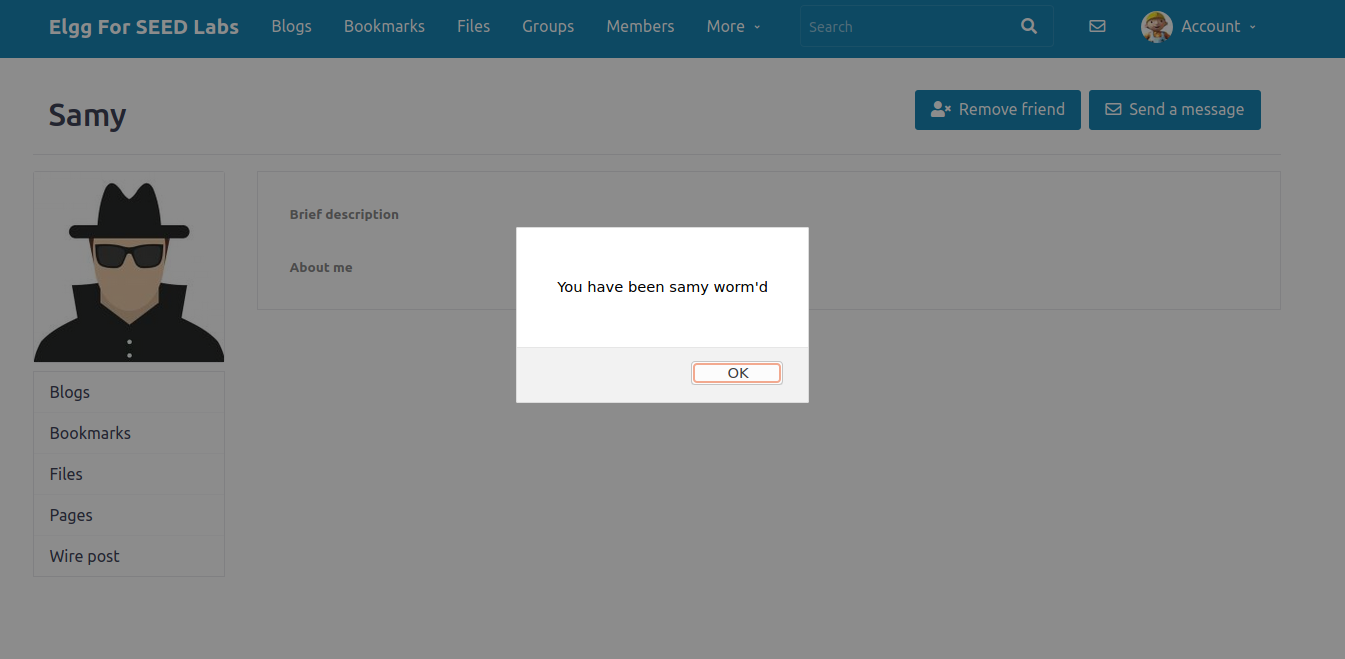 Elgg For SEED Labs Blogs Bookmarks Files Groups Members More Search Account
Samy Remove friend Send a message
Brief description
About me
You have been samy worm'd
OK
Blogs
Bookmarks
Files
Pages
Wire post